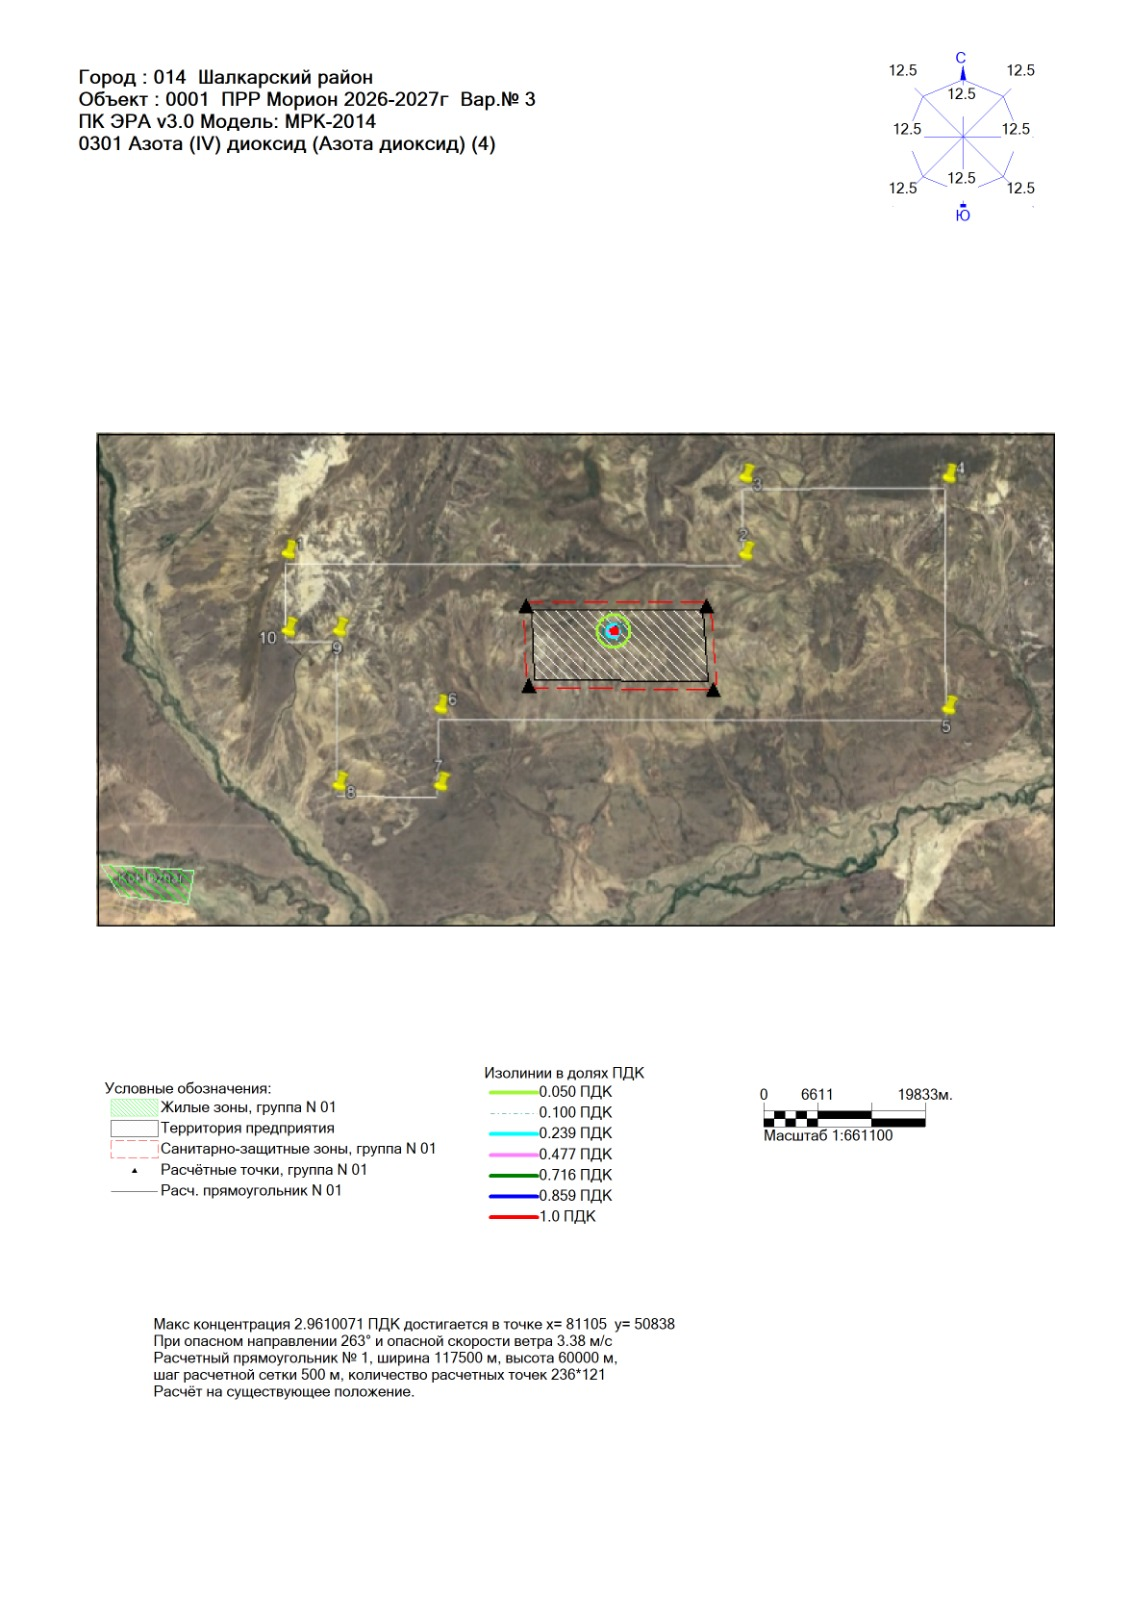 Город : 014 Шалкарский район
Объект : 0001 ПРР Морион 2026-2027г Вар.№ 3
ПК ЭРА v3.0 Модель: МРК-2014
0301 Азота (IV) диоксид (Азота диоксид) (4)
С
12.5
12.5
12.5
12.5
12.5
12.5
12.5
12.5
Ю
3
4
2
1
10
9
6
5
7
8
Условные обозначения:
Жилые зоны, группа N 01
Территория предприятия
Санитарно-защитные зоны, группа N 01
Расчётные точки, группа N 01
Расч. прямоугольник N 01
Изолинии в долях ПДК
0.050 ПДК
0.100 ПДК
0.239 ПДК
0.477 ПДК
0.716 ПДК
0.859 ПДК
1.0 ПДК
0 6611 19833м.
Масштаб 1:661100
Макс концентрация 2.9610071 ПДК достигается в точке x= 81105 y= 50838
При опасном направлении 263° и опасной скорости ветра 3.38 м/с
Расчетный прямоугольник № 1, ширина 117500 м, высота 60000 м,
шаг расчетной сетки 500 м, количество расчетных точек 236*121
Расчёт на существующее положение.